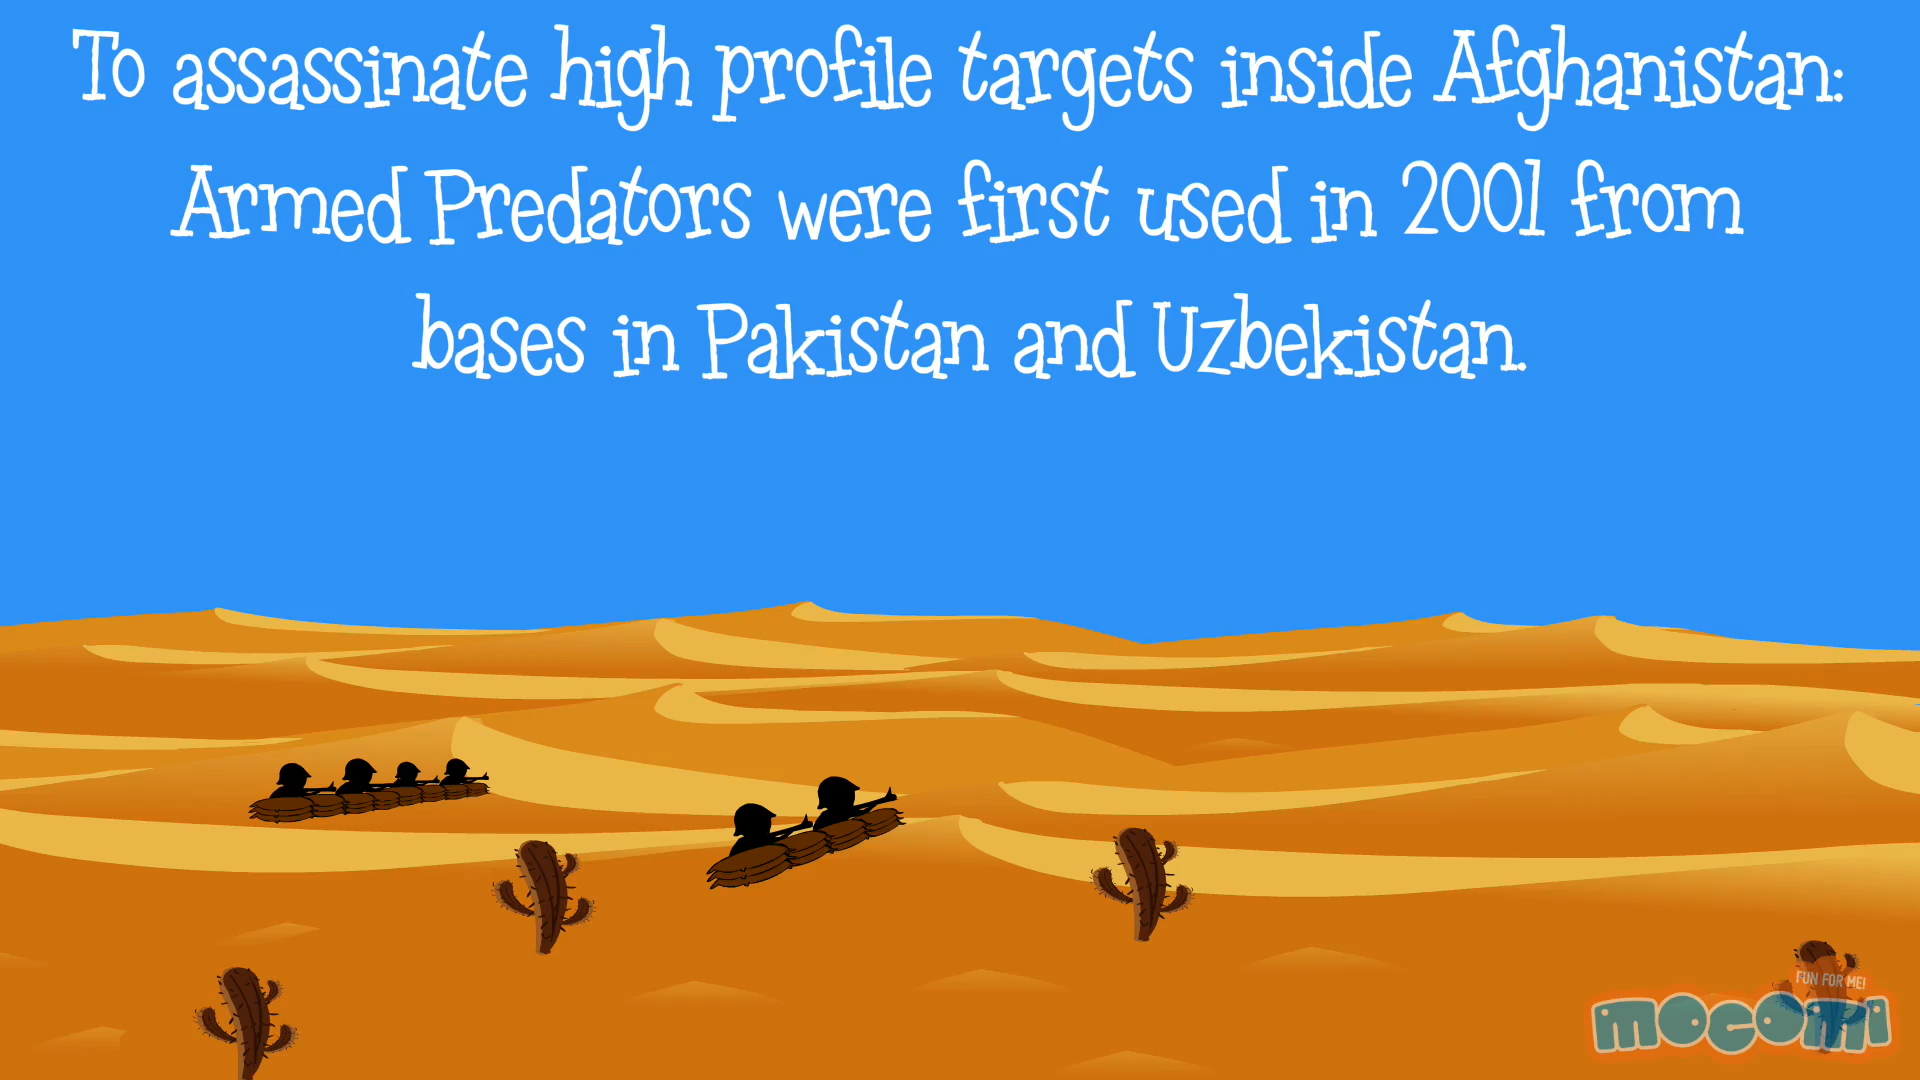 To assassinate high profile targets inside Afghanistan:
Armed Predators were first used in 2001 from
bases in Pakistan and Uzbekistan.
FUN FOR ME!
mocomi